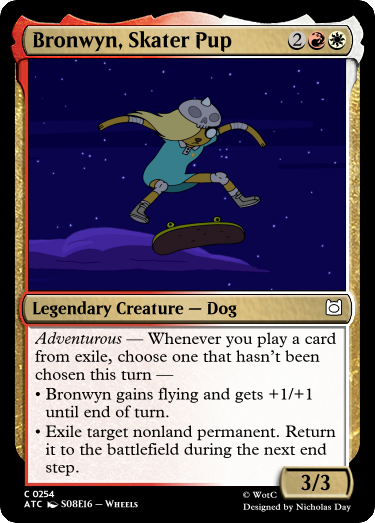 Bronwyn, Skater Pup 2
Legendary Creature — Dog
Adventurous — Whenever you play a card
from exile, choose one that hasn't been
chosen this turn —
• Bronwyn gains flying and gets +1/+1
until end of turn.
• Exile target nonland permanent. Return
it to the battlefield during the next end
step.
3/3
C 0254
ATC S08E16 – Wheels
© WotC
Designed by Nicholas Day